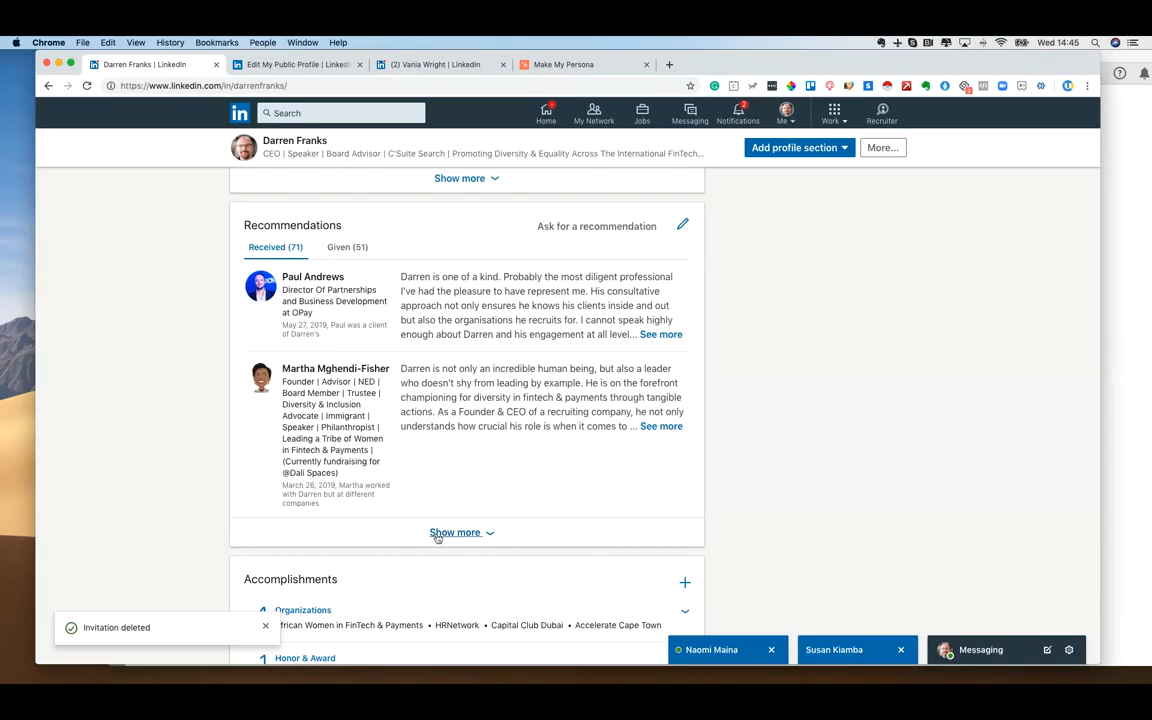 Chrome File Edit View History Bookmarks People Window Help
Wed 14:45
Darren Franks | LinkedIn
Edit My Public Profile | Linked
(2) Vania Wright | LinkedIn
Make My Persona
https://www.linkedin.com/in/darrenfranks/
in
Search
Home
My Network
Jobs
Messaging
2
Notifications
Me
Work
Recruiter
Darren Franks
CEO | Speaker | Board Advisor | C'Suite Search | Promoting Diversity & Equality Across The International FinTech...
Add profile section
More...
Show more
Recommendations
Ask for a recommendation
Received (71)
Given (51)
Paul Andrews
Director Of Partnerships
and Business Development
at OPay
May 27, 2019, Paul was a client
of Darren's
Darren is one of a kind. Probably the most diligent professional
I've had the pleasure to have represent me. His consultative
approach not only ensures he knows his clients inside and out
but also the organisations he recruits for. I cannot speak highly
enough about Darren and his engagement at all level... See more
Martha Mghendi-Fisher
Founder | Advisor | NED |
Board Member | Trustee |
Diversity & Inclusion
Advocate | Immigrant |
Speaker | Philanthropist |
Leading a Tribe of Women
in Fintech & Payments |
(Currently fundraising for
@Dali Spaces)
March 26, 2019, Martha worked
with Darren but at different
companies
Darren is not only an incredible human being, but also a leader
who doesn't shy from leading by example. He is on the forefront
championing for diversity in fintech & payments through tangible
actions. As a Founder & CEO of a recruiting company, he not only
understands how crucial his role is when it comes to ... See more
Show more
Accomplishments
4 Organizations
frican Women in FinTech & Payments • HRNetwork • Capital Club Dubai • Accelerate Cape Town
1 Honor & Award
Invitation deleted
Naomi Maina
Susan Kiamba
Messaging